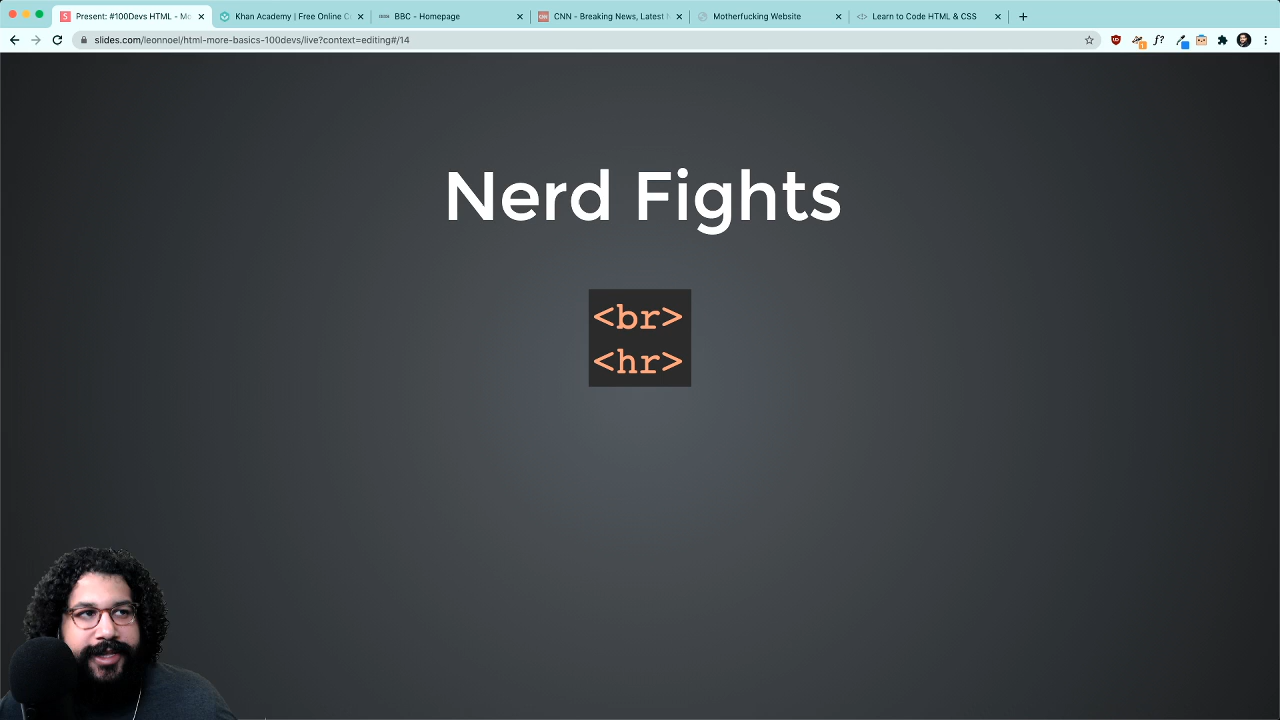 Present: #100Devs HTML - Mo
Khan Academy | Free Online C
BBC - Homepage
CNN - Breaking News, Latest N
Motherfucking Website
Learn to Code HTML & CSS
slides.com/leonnoel/html-more-basics-100devs/live?context=editing#/14
f?
Nerd Fights
<br>
<hr>